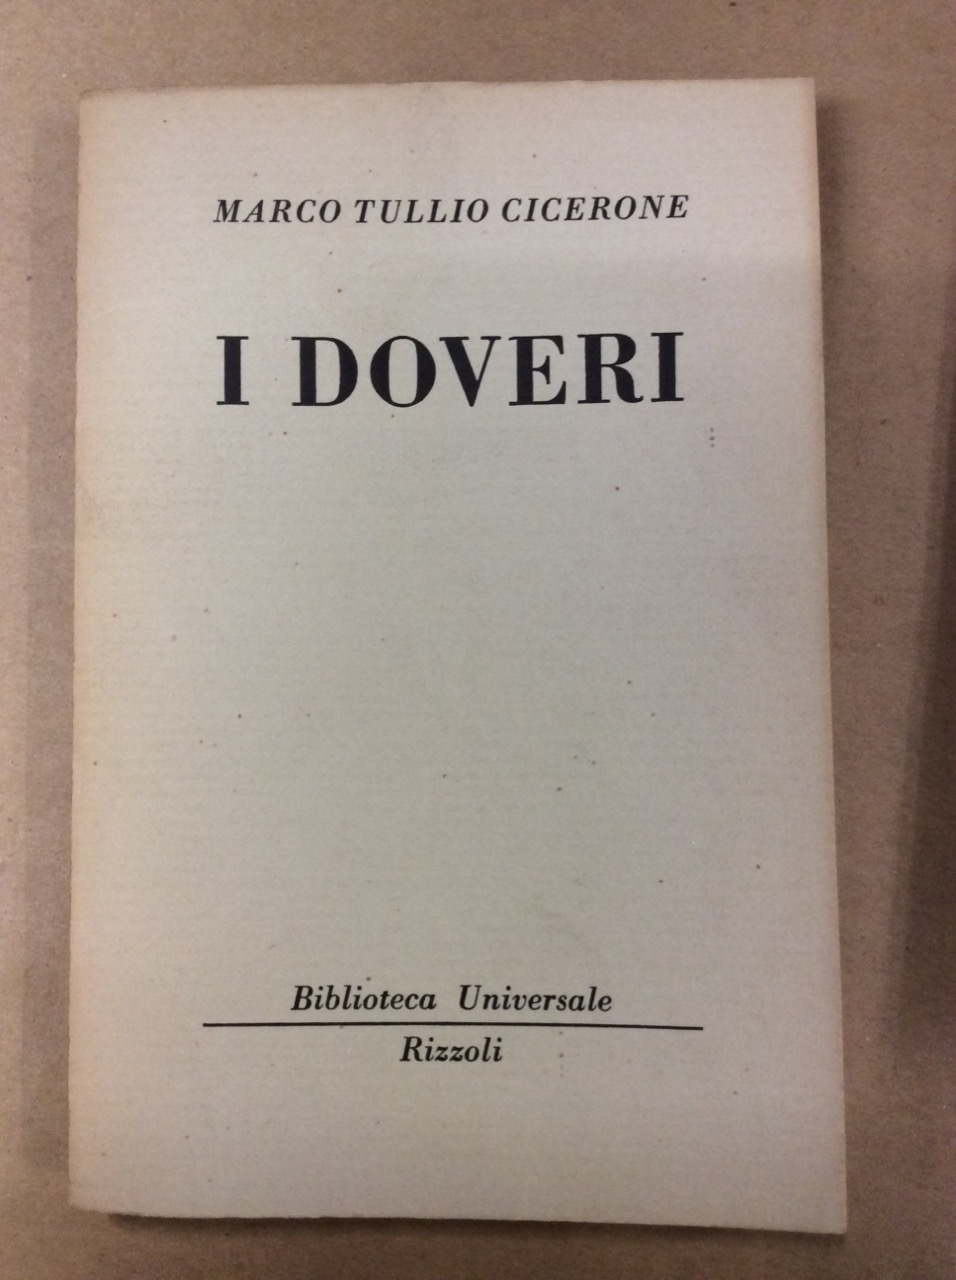 MARCO TULLIO CICERONE
I DOVERI
Biblioteca Universale
Rizzoli